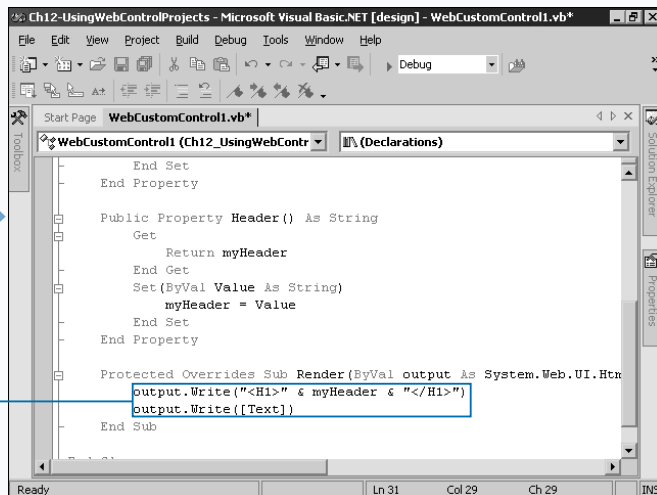 Ch12-UsingWebControlProjects - Microsoft Visual Basic.NET [design] - WebCustomControl1.vb*
File Edit View Project Build Debug Tools Window Help
Debug
Start Page WebCustomControl1.vb*
Toolbox
WebCustomControl1 (Ch12_UsingWebContr (Declarations)
Solution Explorer
Properties
End Set
End Property
Public Property Header() As String
Get
Return myHeader
End Get
Set(ByVal Value As String)
myHeader = Value
End Set
End Property
Protected Overrides Sub Render(ByVal output As System.Web.UI.Htm
output.Write("<H1>" & myHeader & "</H1>")
output.Write([Text])
End Sub
Ready Ln 31 Col 29 Ch 29 INS